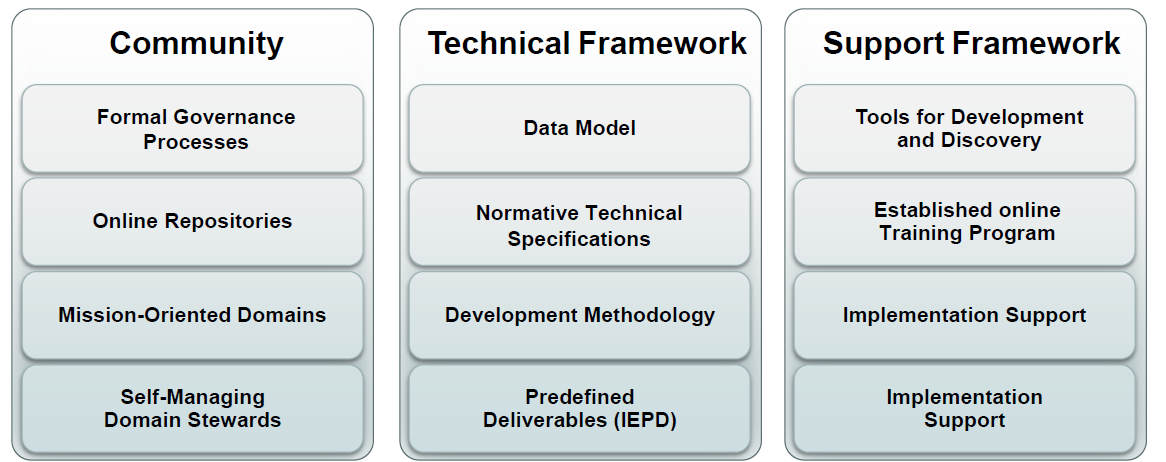 Community
Formal Governance
Processes
Online Repositories
Mission-Oriented Domains
Self-Managing
Domain Stewards
Technical Framework
Data Model
Normative Technical
Specifications
Development Methodology
Predefined
Deliverables (IEPD)
Support Framework
Tools for Development
and Discovery
Established online
Training Program
Implementation Support
Implementation
Support